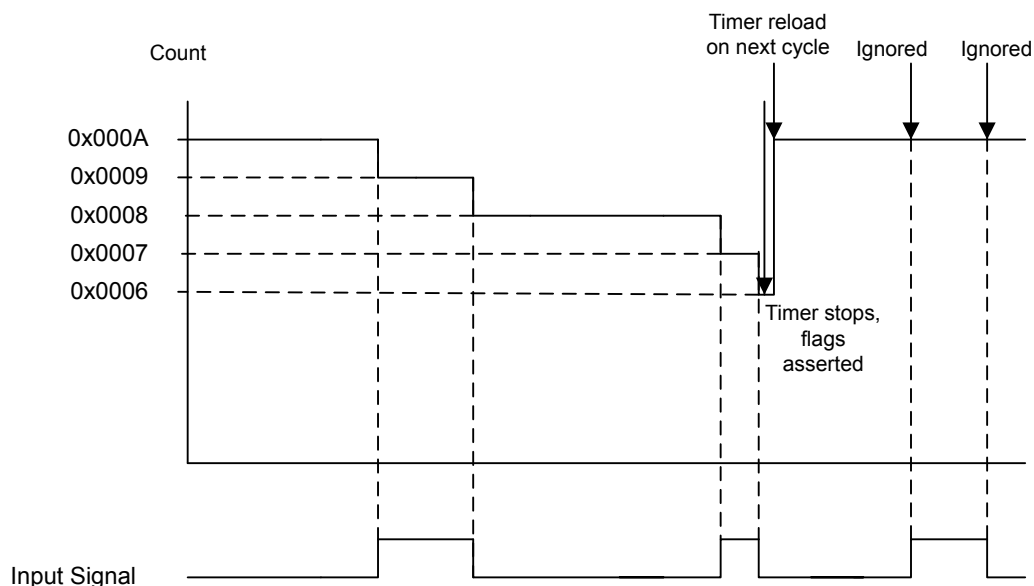 Timer reload
on next cycle
Ignored
Ignored
Count
0x000A
0x0009
0x0008
0x0007
0x0006
Timer stops,
flags
asserted
Input Signal